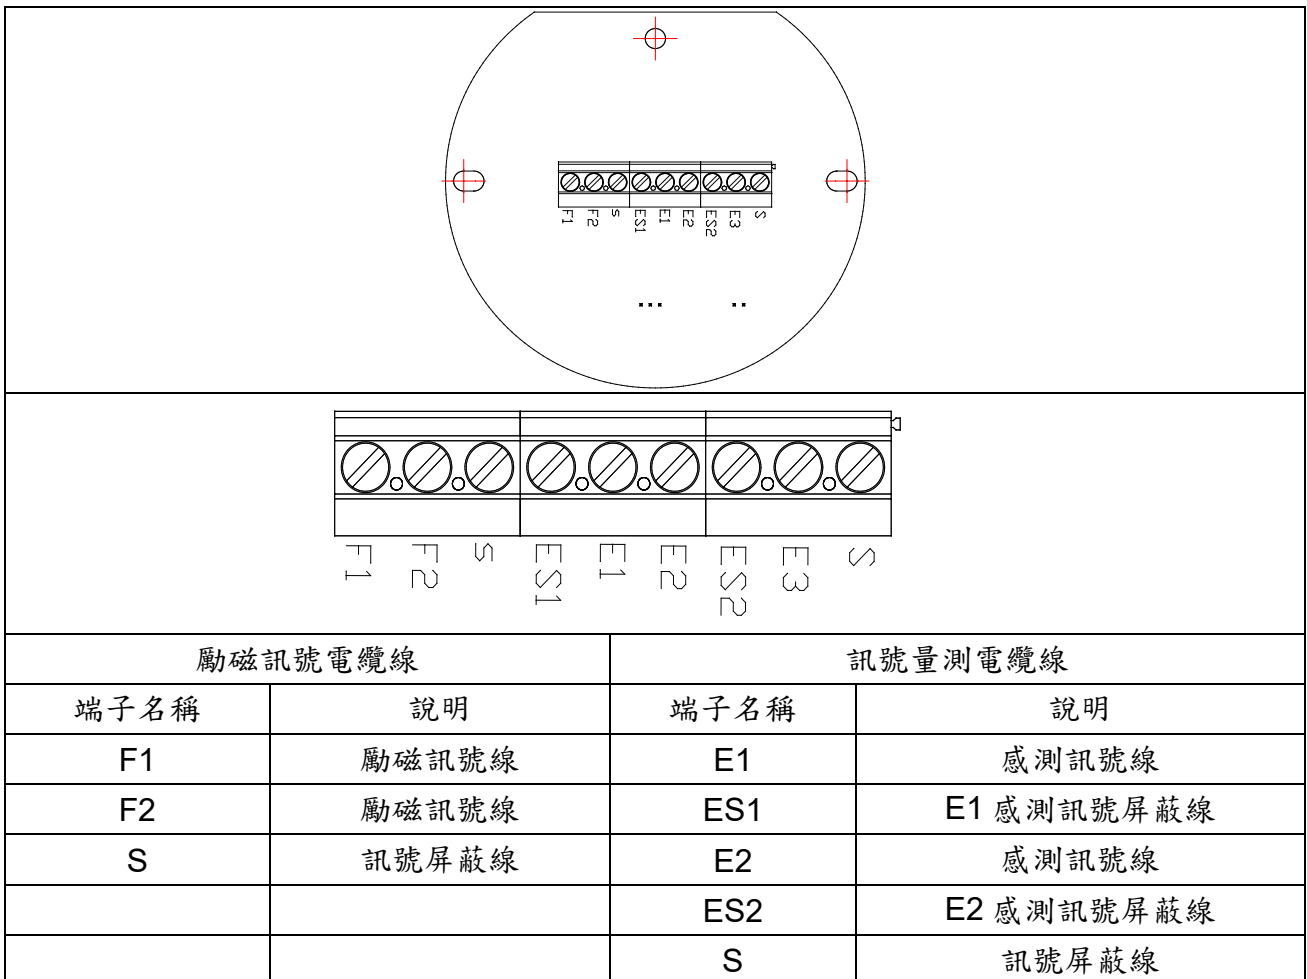 F1 F2 s ES1 E1 E2 ES2 E3 S
F1 F2 s ES1 E1 E2 ES2 E3 S
勵磁訊號電纜線 訊號量測電纜線
端子名稱 說明 端子名稱 說明
F1 勵磁訊號線 E1 感測訊號線
F2 勵磁訊號線 ES1 E1 感測訊號屏蔽線
S 訊號屏蔽線 E2 感測訊號線
ES2 E2 感測訊號屏蔽線
S 訊號屏蔽線